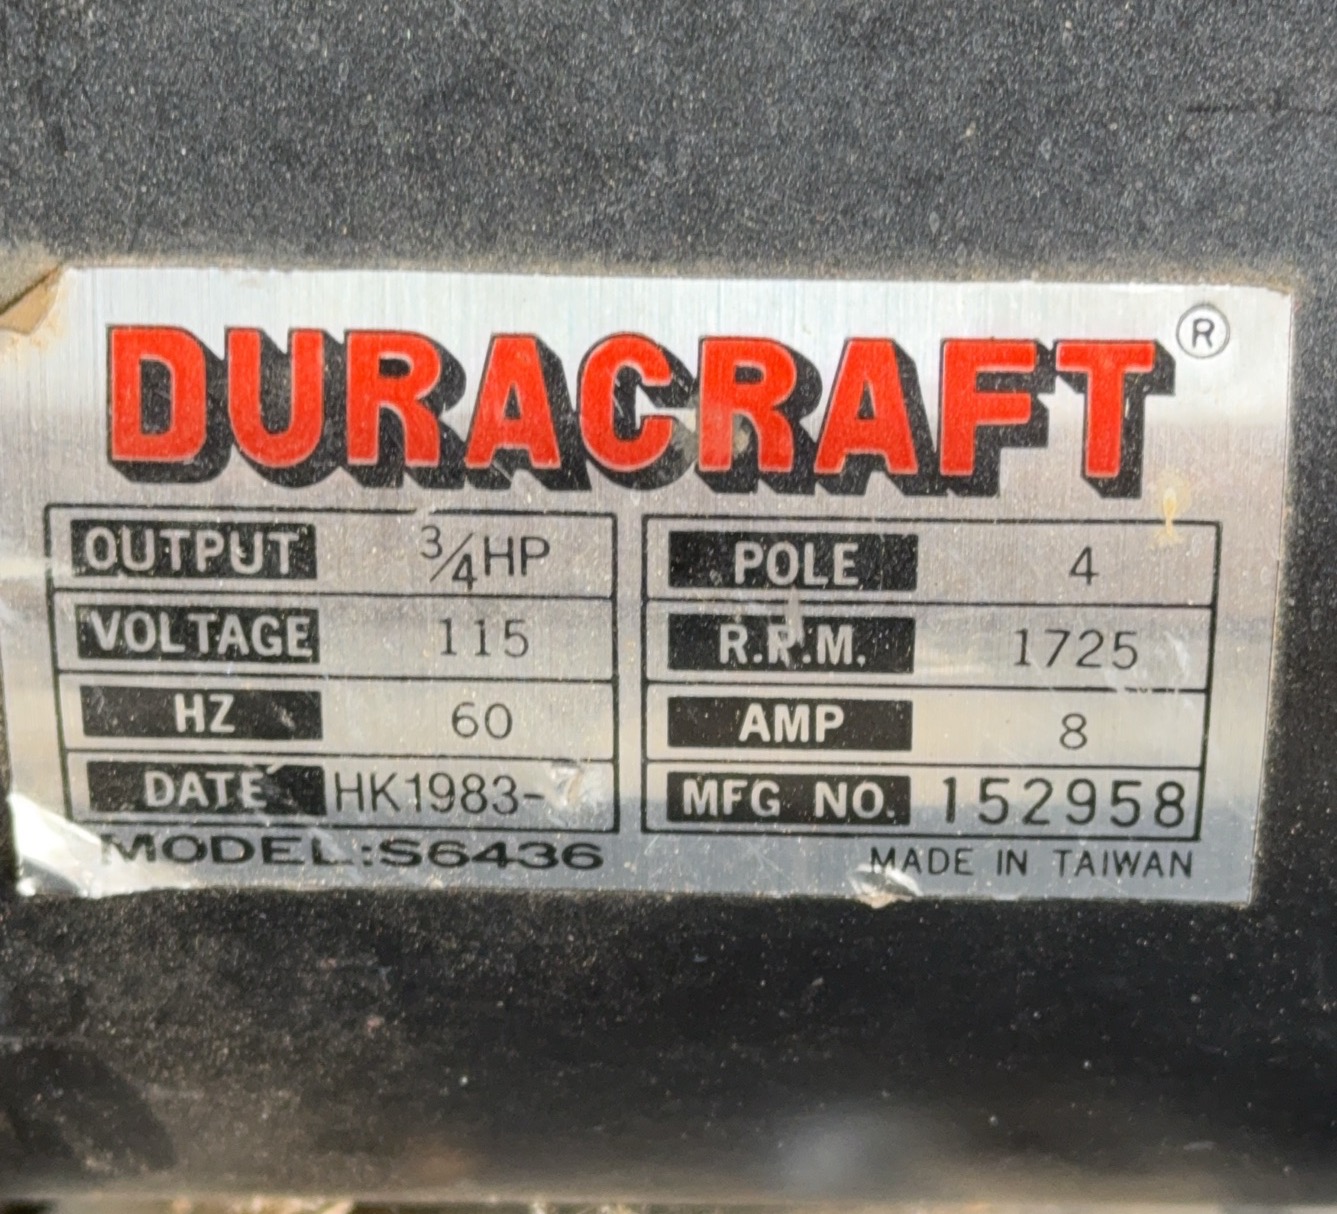 DURACRAFT®
OUTPUT 3/4HP
VOLTAGE 115
HZ 60
DATE HK1983-
MODEL:S6436
POLE 4
R.P.M. 1725
AMP 8
MFG NO. 152958
MADE IN TAIWAN